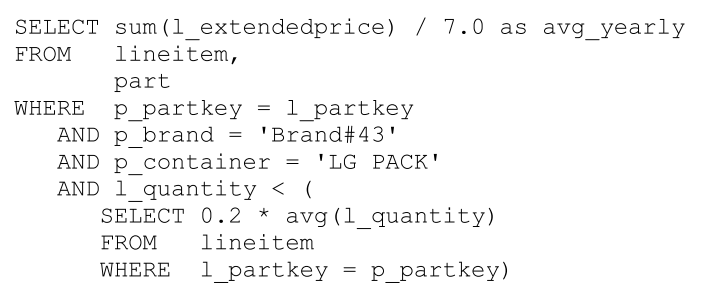 SELECT sum(l_extendedprice) / 7.0 as avg_yearly
FROM   lineitem,
       part
WHERE  p_partkey = l_partkey
   AND p_brand = 'Brand#43'
   AND p_container = 'LG PACK'
   AND l_quantity < (
      SELECT 0.2 * avg(l_quantity)
      FROM   lineitem
      WHERE  l_partkey = p_partkey)